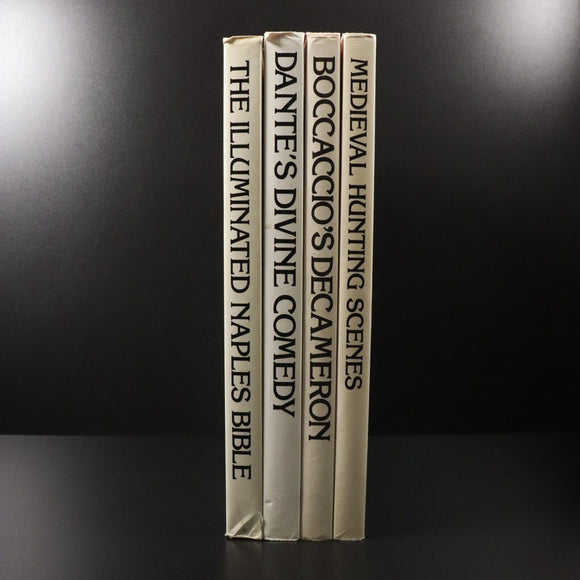 THE ILLUMINATED NAPLES BIBLE
DANTE'S DIVINE COMEDY
BOCCACCIO'S DECAMERON
MEDIEVAL HUNTING SCENES